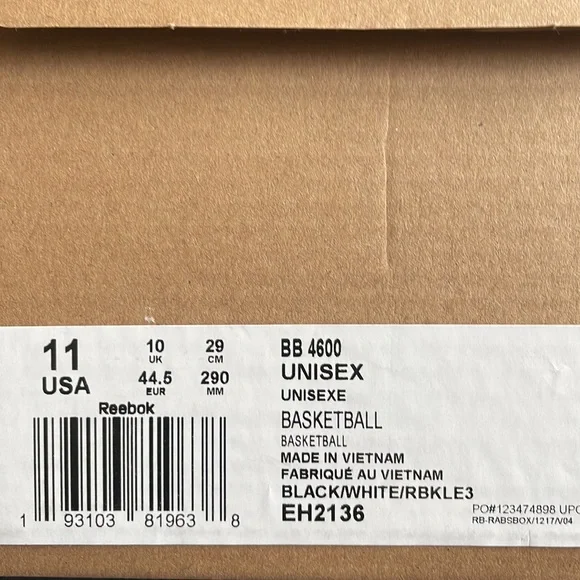 11
USA
10
UK
29
CM
44.5
EUR
290
MM
Reebok
1 93103 81963 8
BB 4600
UNISEX
UNISEXE
BASKETBALL
BASKETBALL
MADE IN VIETNAM
FABRIQUÉ AU VIETNAM
BLACK/WHITE/RBKLE3
EH2136
PO#123474898 UPC
RB-RABSBOX/1217/V04